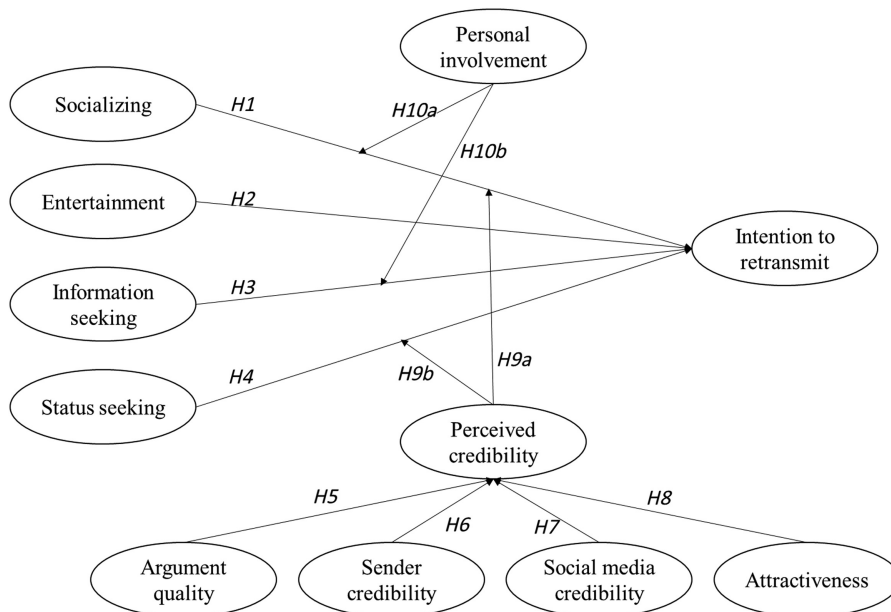 Personal
involvement
Socializing
H1
H10a
H10b
Entertainment
H2
Intention to
retransmit
Information
seeking
H3
Status seeking
H4
H9b
H9a
Perceived
credibility
H5
H6
H7
H8
Argument
quality
Sender
credibility
Social media
credibility
Attractiveness